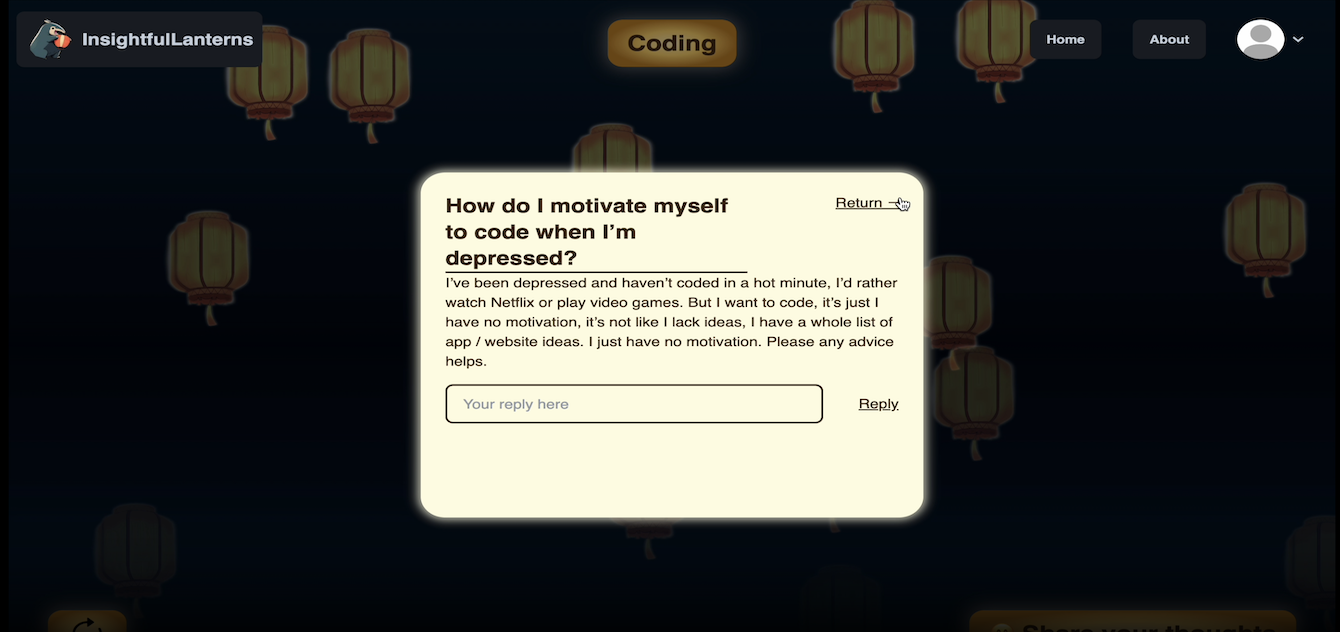 InsightfulLanterns
Coding
Home
About
How do I motivate myself
to code when I’m
depressed?
Return →
I’ve been depressed and haven’t coded in a hot minute, I’d rather
watch Netflix or play video games. But I want to code, it’s just I
have no motivation, it’s not like I lack ideas, I have a whole list of
app / website ideas. I just have no motivation. Please any advice
helps.
Your reply here
Reply
Share your thoughts